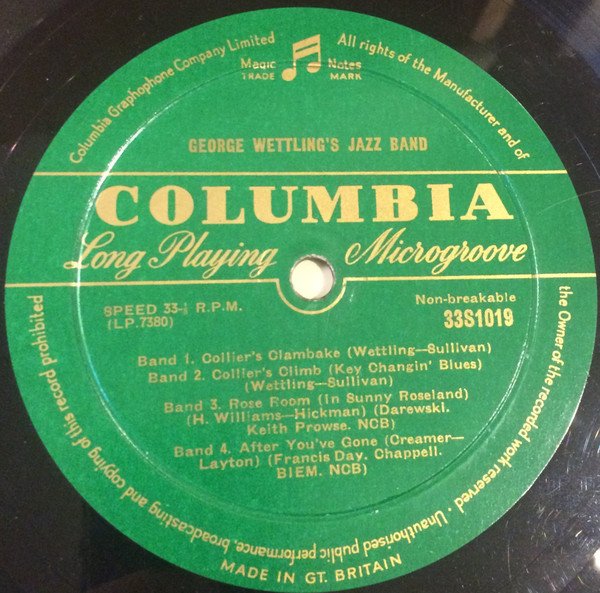 Columbia Graphophone Company Limited
Magic Notes
TRADE MARK
All rights of the Manufacturer and of
the Owner of the recorded work reserved · Unauthorised public performance, broadcasting and copying of this record prohibited
GEORGE WETTLING'S JAZZ BAND
COLUMBIA
Long Playing Microgroove
SPEED 33-⅓ R.P.M.
(LP.7380)
Non-breakable
33S1019
Band 1. Collier's Clambake (Wettling—Sullivan)
Band 2. Collier's Climb (Key Changin' Blues)
(Wettling—Sullivan)
Band 3. Rose Room (In Sunny Roseland)
(H. Williams—Hickman) (Darewski.
Keith Prowse. NCB)
Band 4. After You've Gone (Creamer—
Layton) (Francis Day. Chappell.
BIEM. NCB)
MADE IN GT. BRITAIN